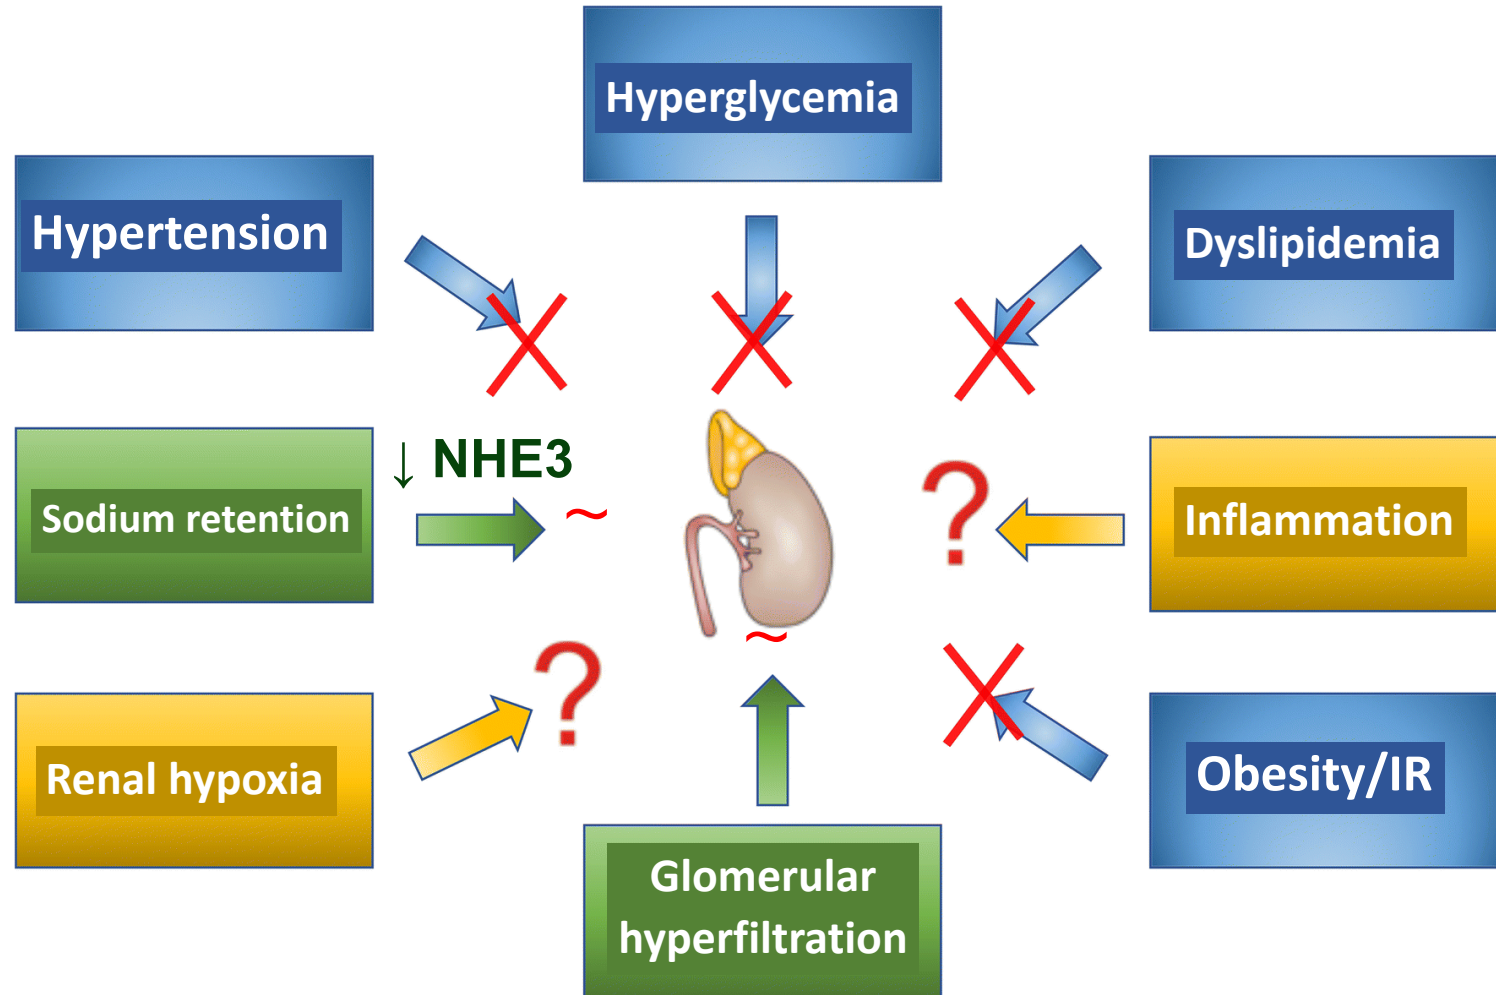 Hyperglycemia
Hypertension
Dyslipidemia
↓ NHE3
Sodium retention
~
?
Inflammation
Renal hypoxia
?
~
Obesity/IR
Glomerular
hyperfiltration